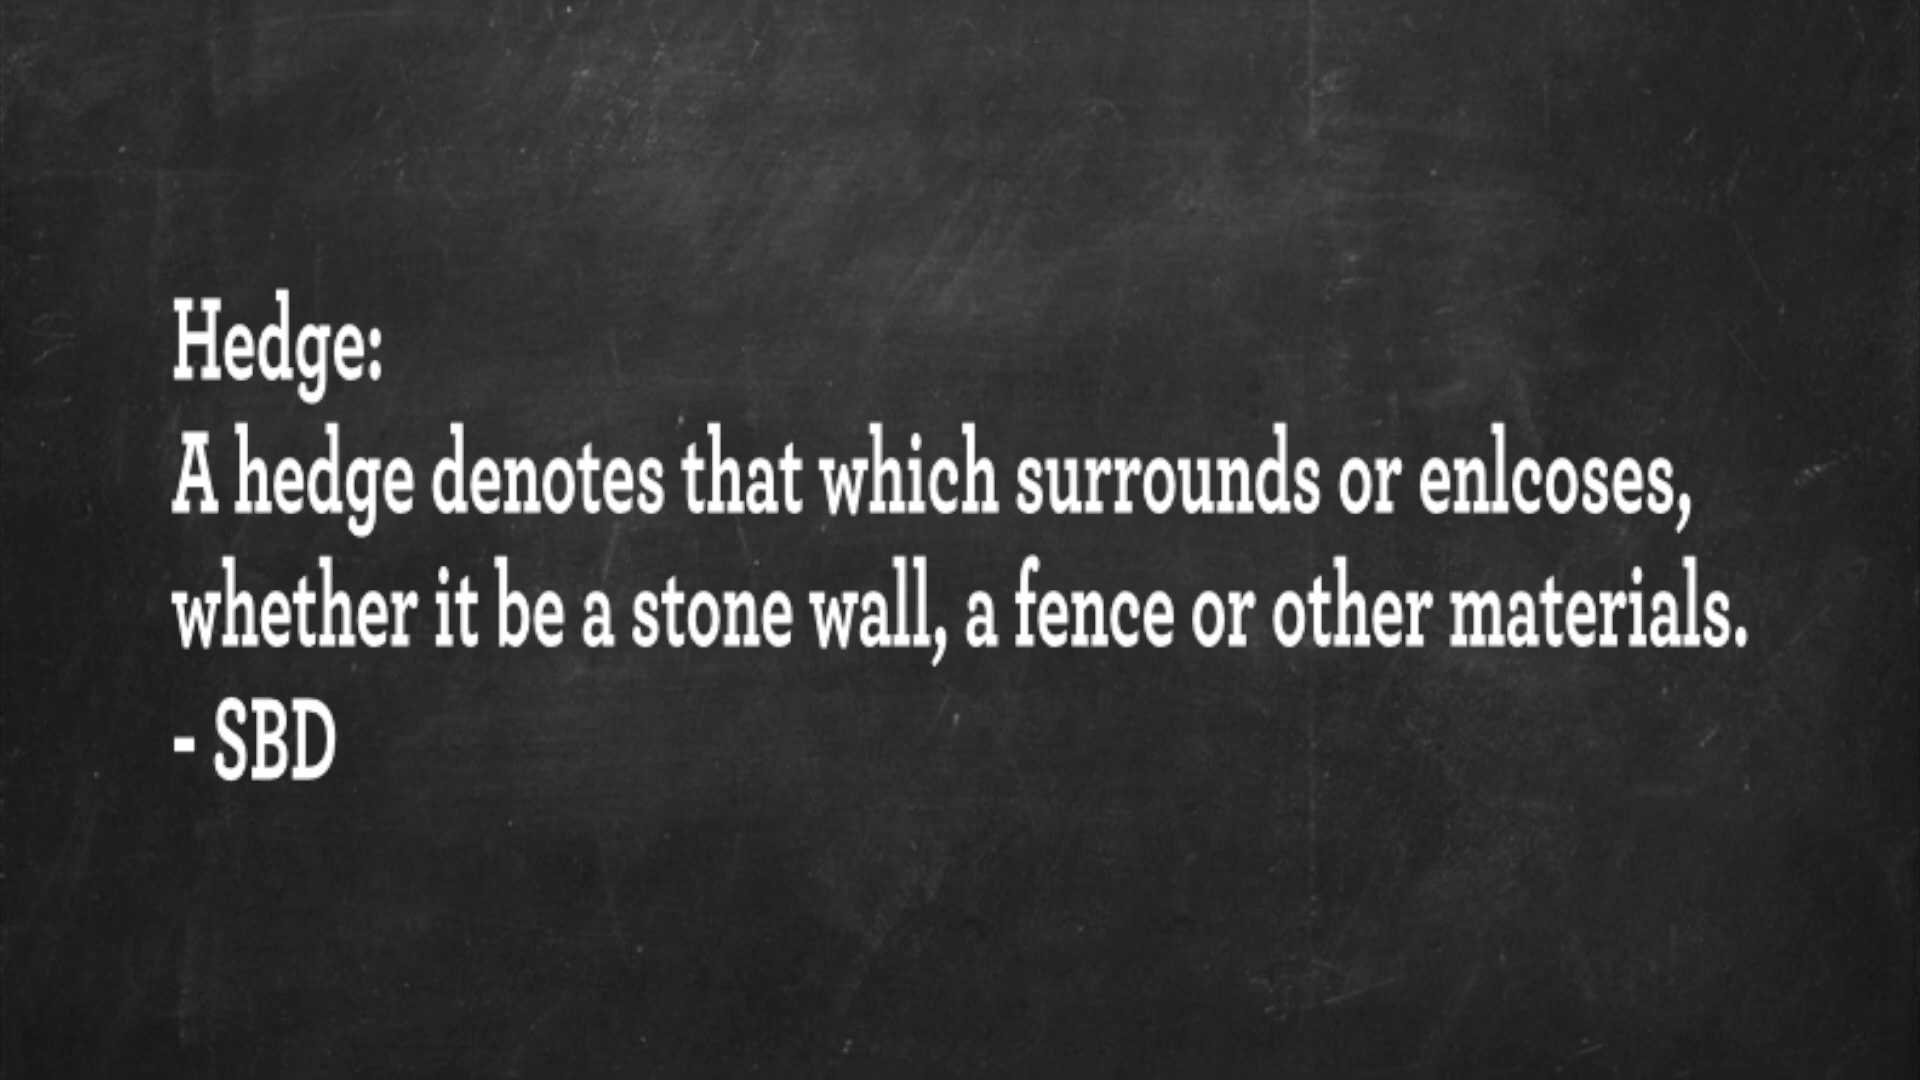 Hedge:
A hedge denotes that which surrounds or enlcoses,
whether it be a stone wall, a fence or other materials.
- SBD